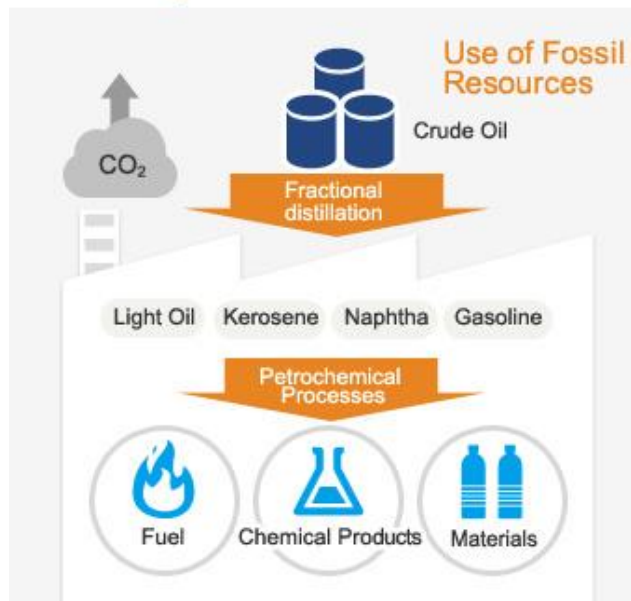 Use of Fossil
Resources
CO₂
Crude Oil
Fractional
distillation
Light Oil
Kerosene
Naphtha
Gasoline
Petrochemical
Processes
Fuel
Chemical Products
Materials